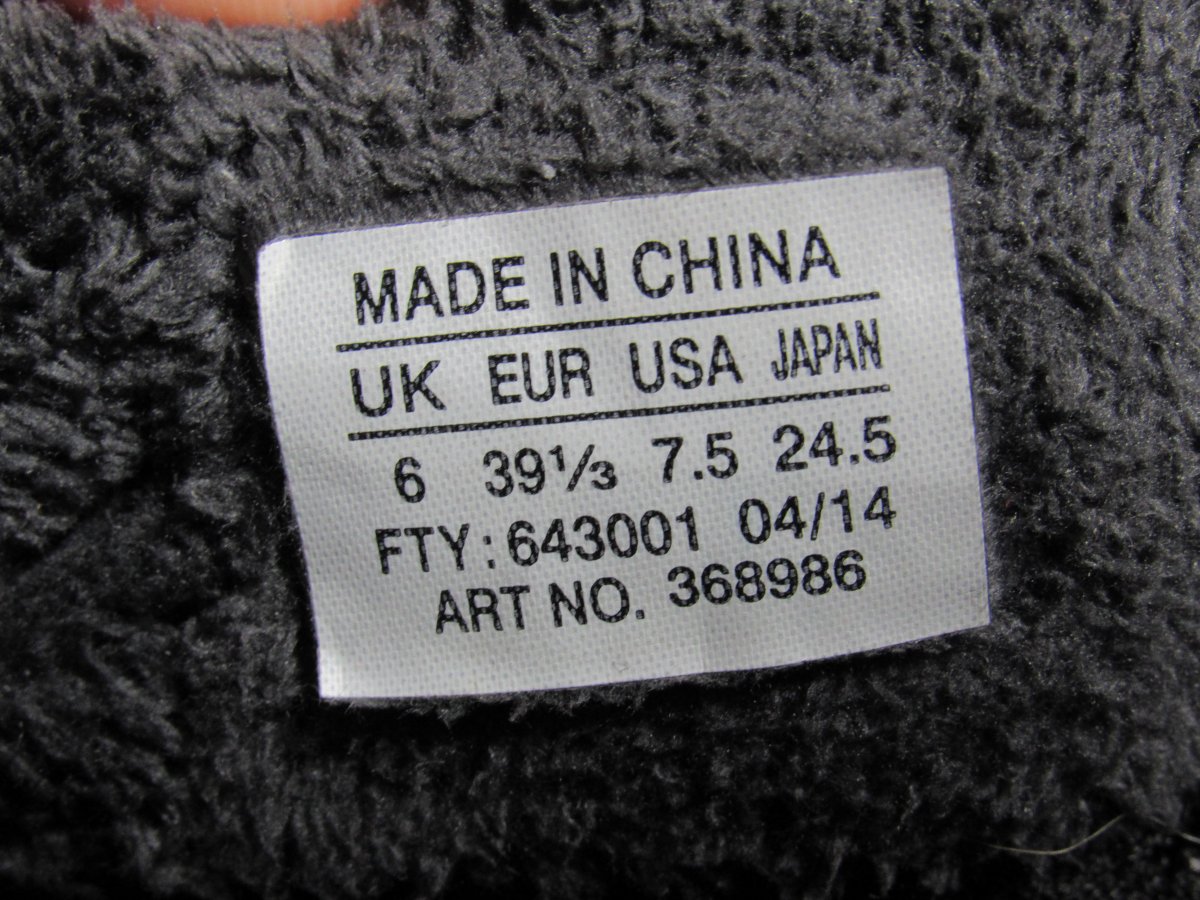 MADE IN CHINA
UK EUR USA JAPAN
6 39⅓ 7.5 24.5
FTY: 643001 04/14
ART NO. 368986